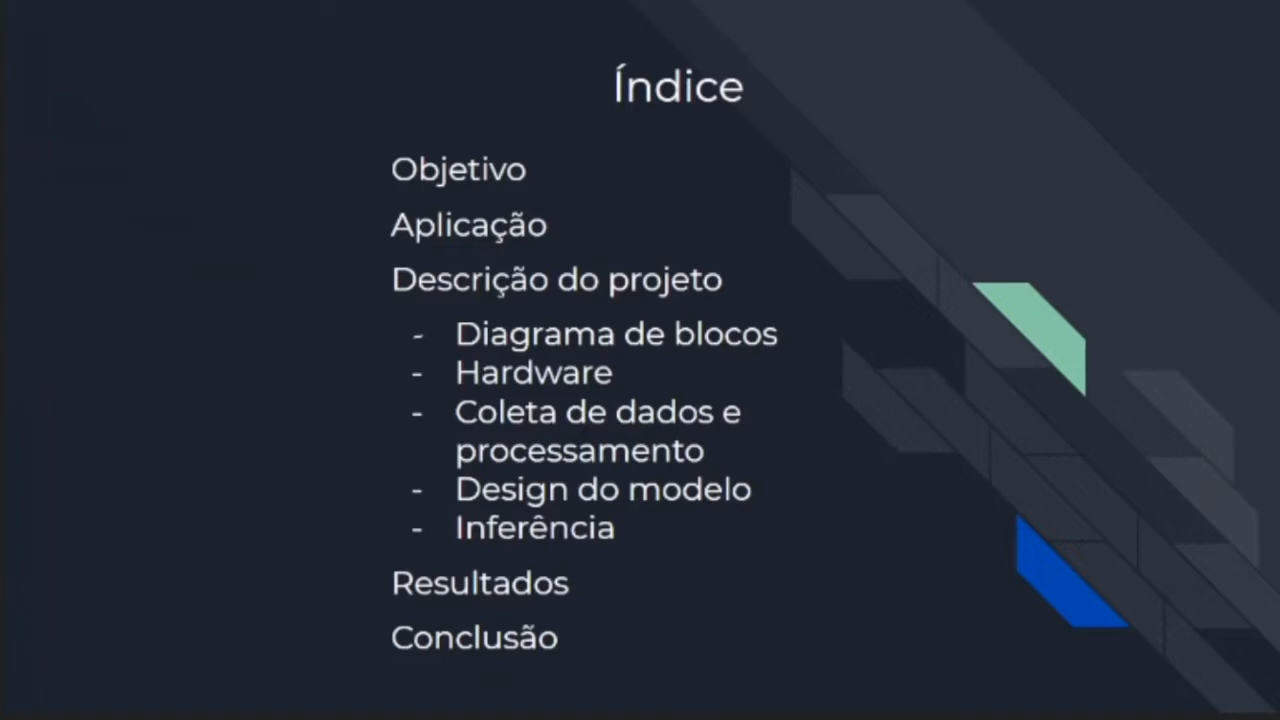 Índice
Objetivo
Aplicação
Descrição do projeto
- Diagrama de blocos
- Hardware
- Coleta de dados e
processamento
- Design do modelo
- Inferência
Resultados
Conclusão